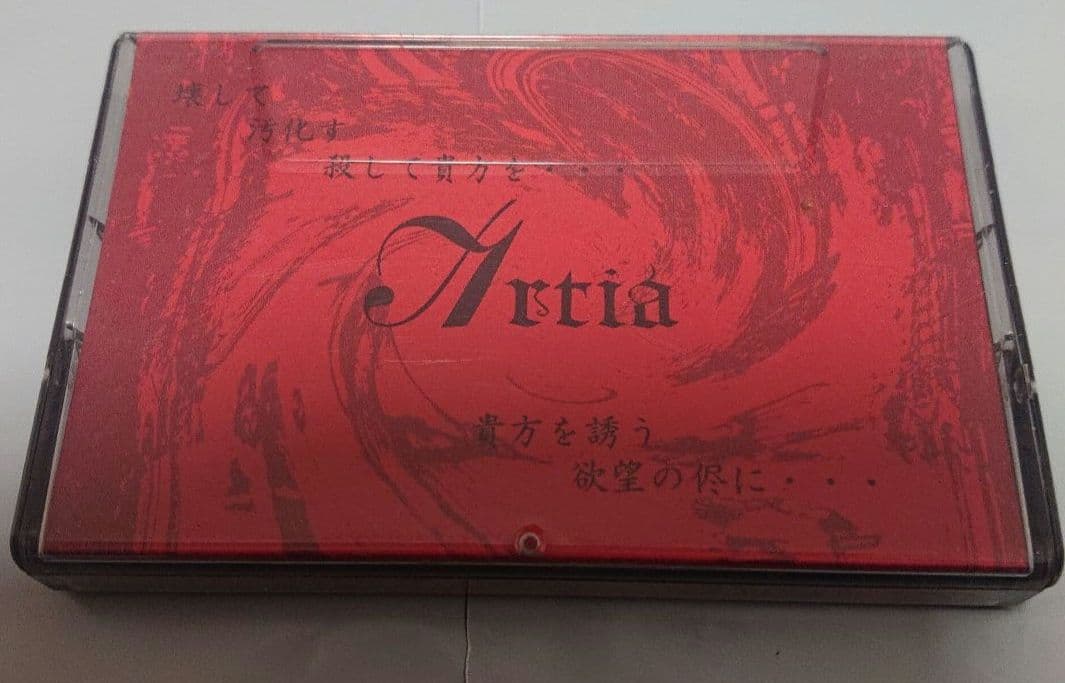 壊して
汚化す
殺して貴方を・・・
Artia
貴方を誘う
欲望の侭に・・・